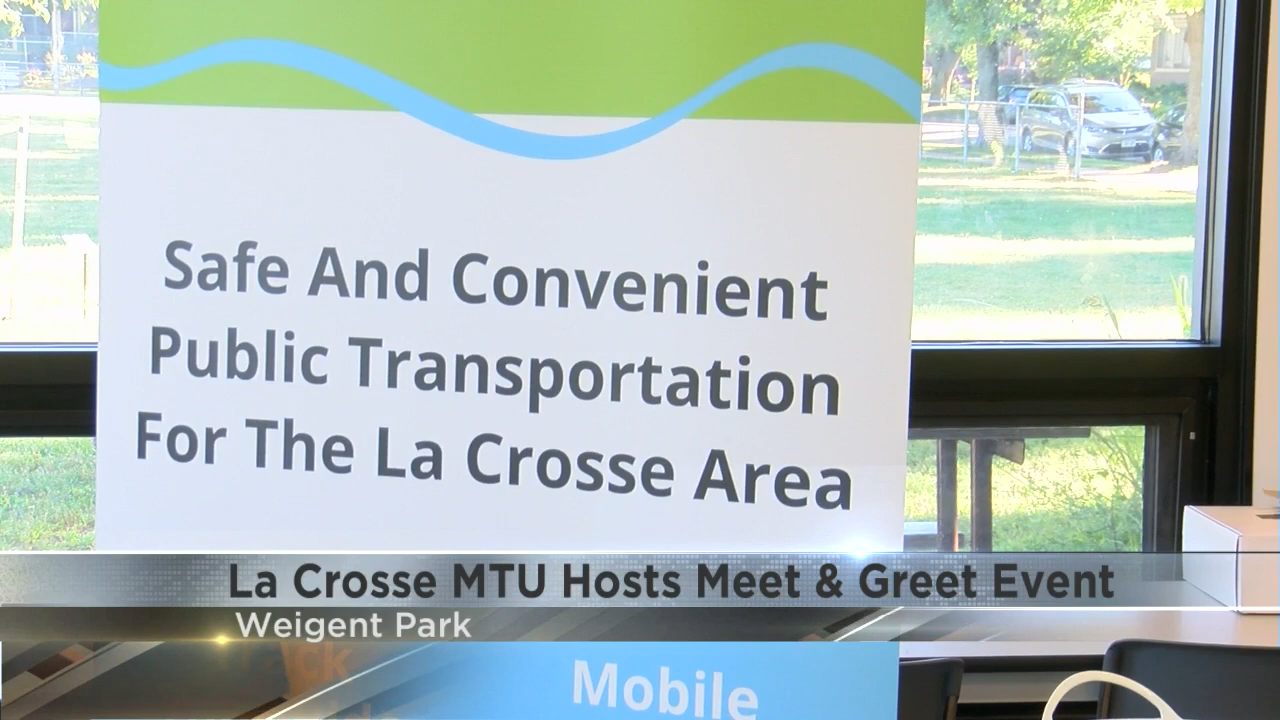 Safe And Convenient
Public Transportation
For The La Crosse Area
La Crosse MTU Hosts Meet & Greet Event
Weigent Park
Mobile